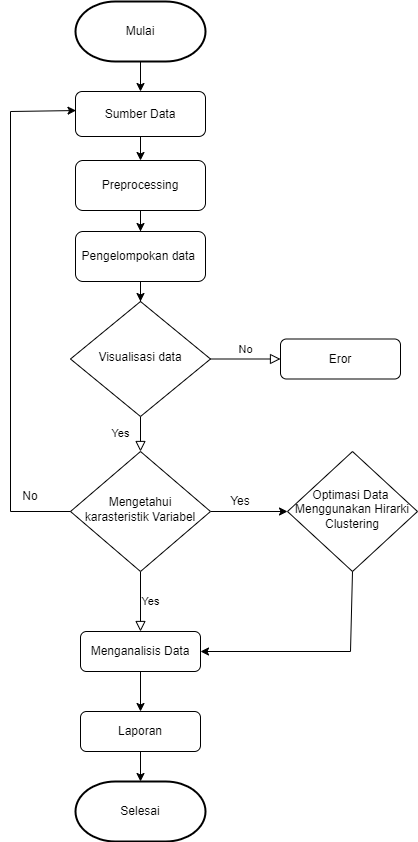 Mulai
Sumber Data
Preprocessing
Pengelompokan data
Visualisasi data
No
Eror
Yes
No
Mengetahui
karasteristik Variabel
Yes
Optimasi Data
Menggunakan Hirarki
Clustering
Yes
Menganalisis Data
Laporan
Selesai